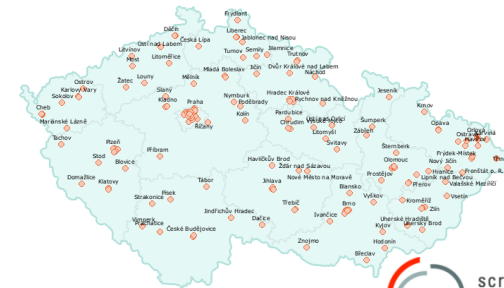 Frýdlant
Děčín
Liberec
Česká Lípa
Jablonec nad Nisou
Ústí nad Labem
Litvínov
Most
Litoměřice
Turnov
Semily
Jilemnice
Trutnov
Mladá Boleslav
Jičín
Dvůr Králové nad Labem
Náchod
Ostrov
Karlovy Vary
Sokolov
Cheb
Žatec
Louny
Mělník
Slaný
Kladno
Praha
Říčany
Nymburk
Poděbrady
Kolín
Hradec Králové
Rychnov nad Kněžnou
Pardubice
Chrudim
Ústí nad Orlicí
Litomyšl
Svitavy
Jeseník
Krnov
Opava
Šumperk
Zábřeh
Mariánské Lázně
Tachov
Plzeň
Stod
Blovice
Příbram
Domažlice
Klatovy
Tábor
Písek
Strakonice
Vimperk
Prachatice
České Budějovice
Jindřichův Hradec
Dačice
Havlíčkův Brod
Žďár nad Sázavou
Nové Město na Moravě
Jihlava
Třebíč
Ivančice
Brno
Blansko
Vyškov
Znojmo
Břeclav
Hodonín
Kyjov
Uherské Hradiště
Uherský Brod
Zlín
Kroměříž
Přerov
Prostějov
Olomouc
Šternberk
Hranice
Lipník nad Bečvou
Valašské Meziříčí
Vsetín
Nový Jičín
Frýdek-Místek
Frenštát p. R.
scr